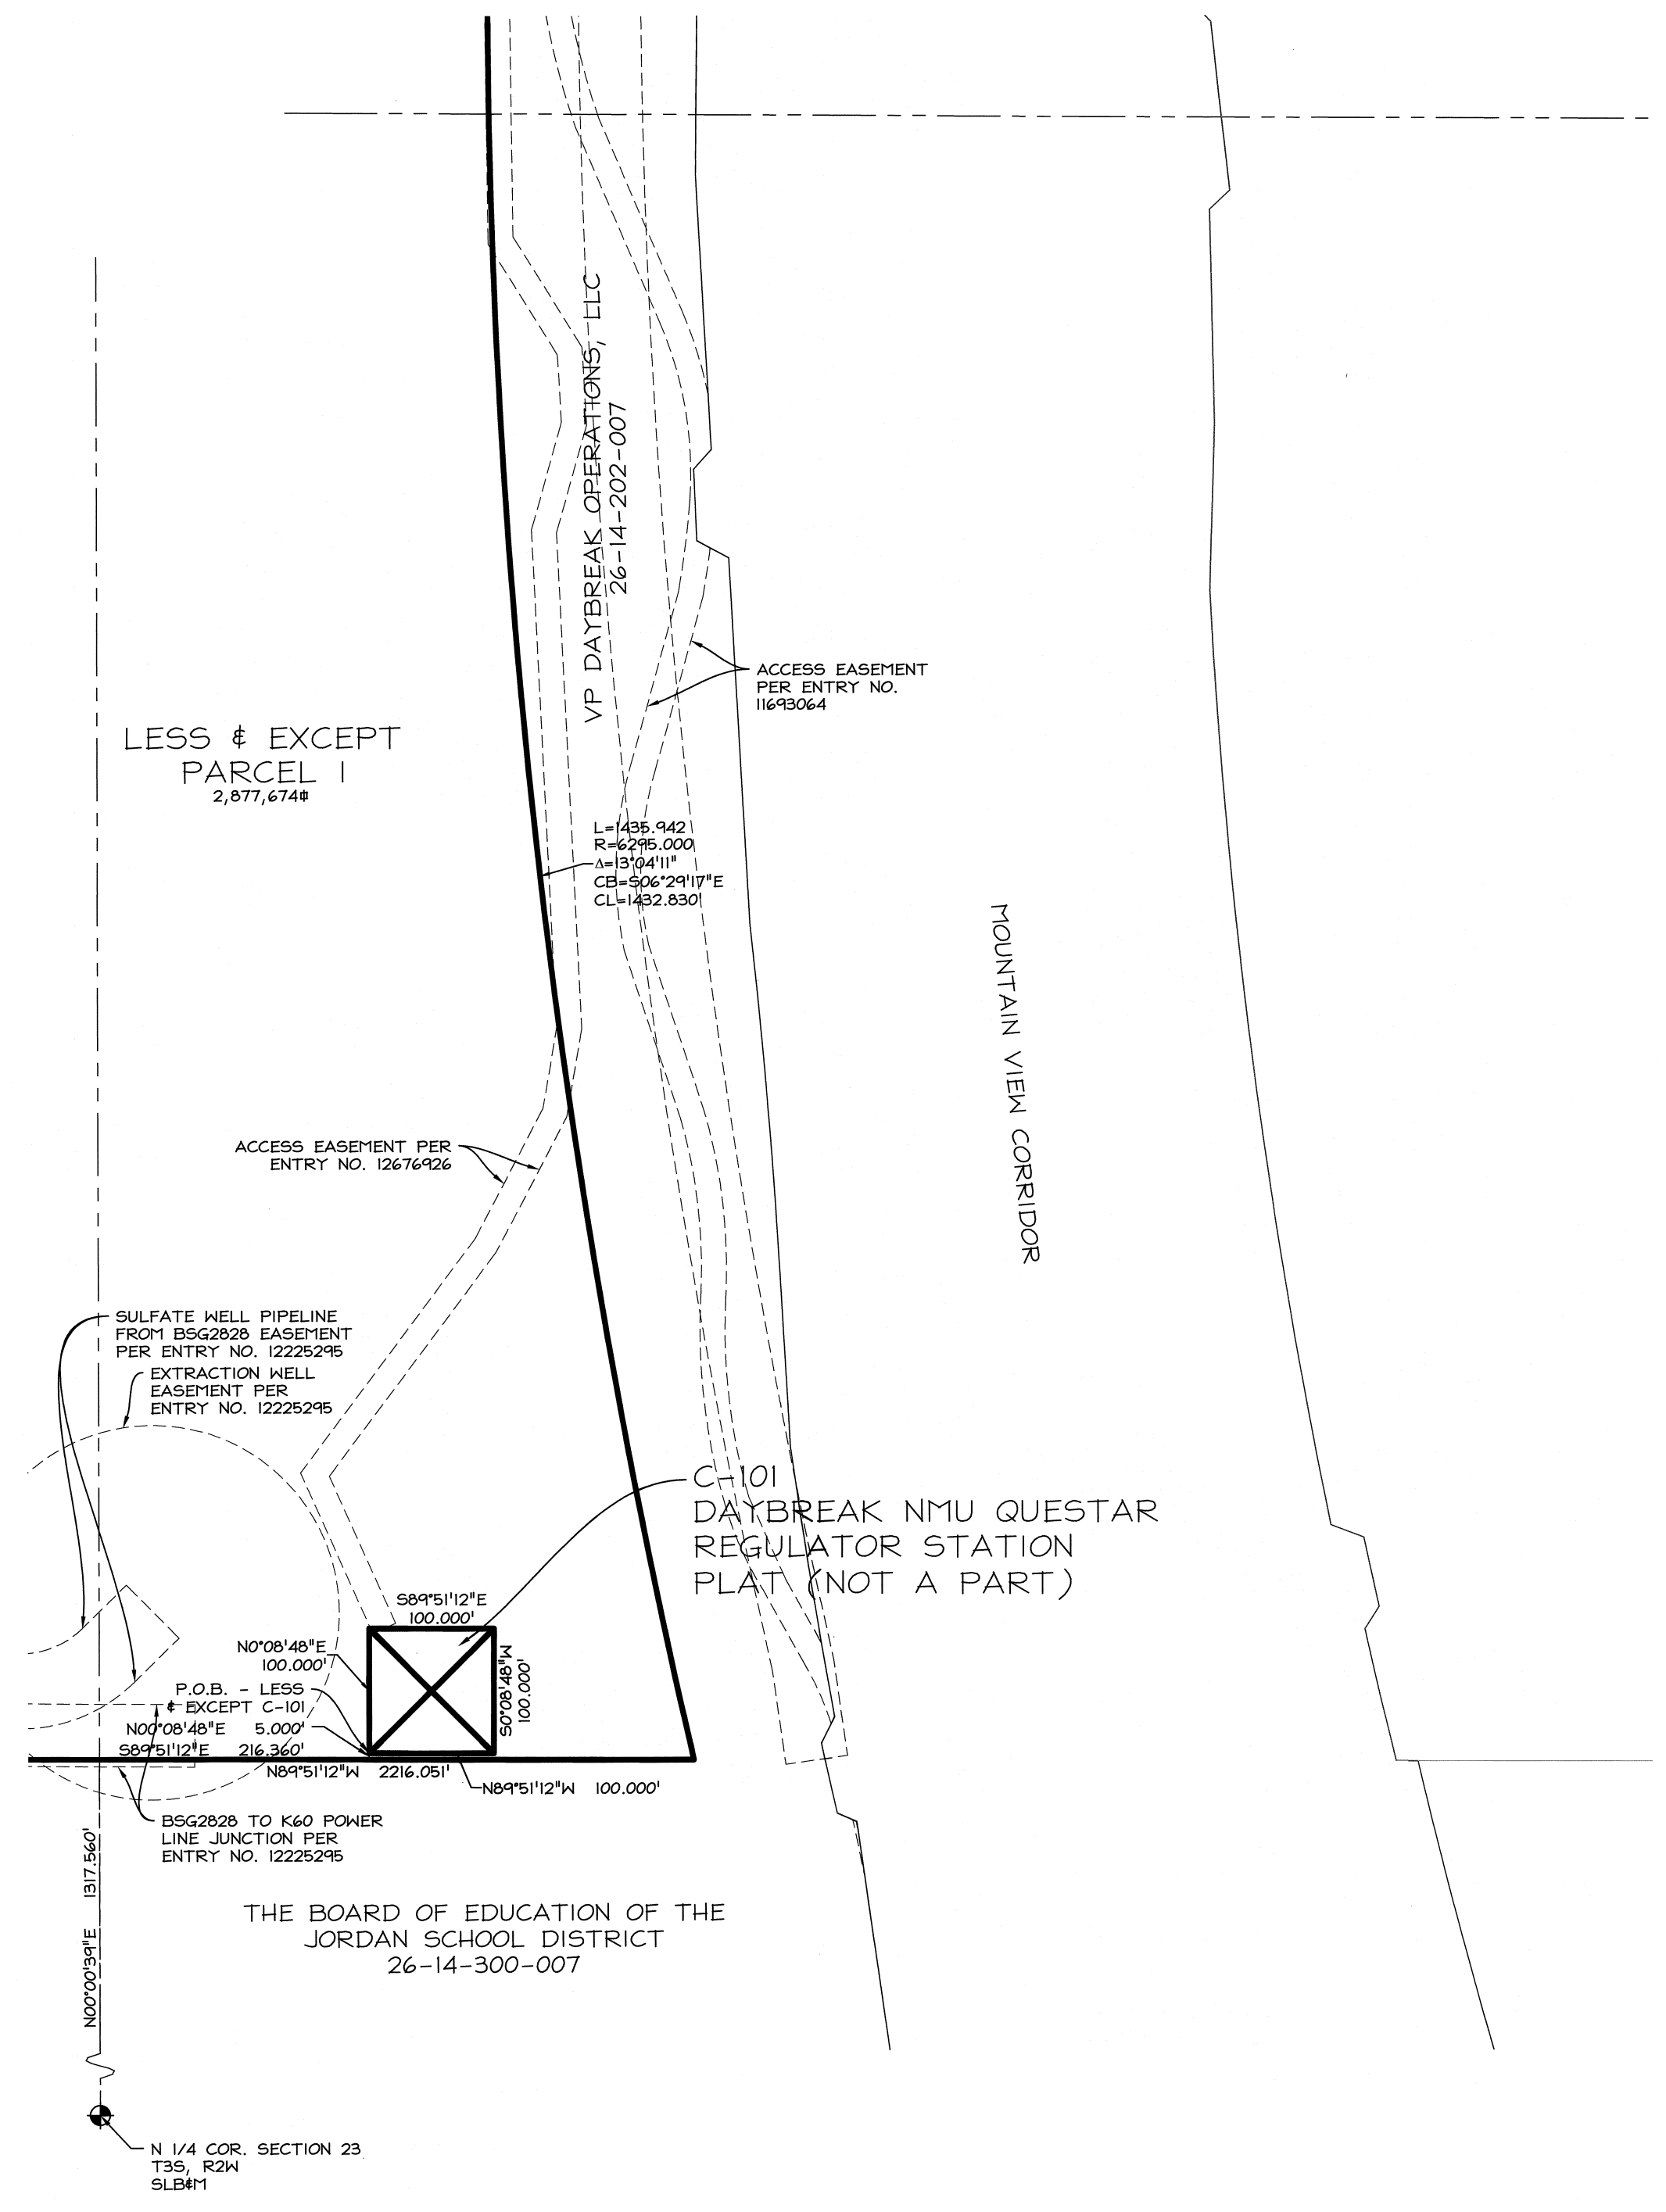 VP DAYBREAK OPERATIONS, LLC
26-14-202-007
ACCESS EASEMENT
PER ENTRY NO.
11693064
LESS & EXCEPT
PARCEL 1
2,877,674⌗
L=1435.942
R=6295.000
Δ=13°04'11"
CB=S06°29'17"E
CL=1432.830'
MOUNTAIN VIEW CORRIDOR
ACCESS EASEMENT PER
ENTRY NO. 12676926
SULFATE WELL PIPELINE
FROM BSG2828 EASEMENT
PER ENTRY NO. 12225295
EXTRACTION WELL
EASEMENT PER
ENTRY NO. 12225295
C-101
DAYBREAK NMU QUESTAR
REGULATOR STATION
PLAT (NOT A PART)
S89°51'12"E
100.000'
N0°08'48"E
100.000'
S0°08'48"W
100.000'
P.O.B. - LESS
& EXCEPT C-101
N00°08'48"E 5.000'
S89°51'12"E 216.360'
N89°51'12"W 2216.051'
N89°51'12"W 100.000'
BSG2828 TO K60 POWER
LINE JUNCTION PER
ENTRY NO. 12225295
N00°00'39"E 1317.560'
THE BOARD OF EDUCATION OF THE
JORDAN SCHOOL DISTRICT
26-14-300-007
N 1/4 COR. SECTION 23
T3S, R2W
SLB&M